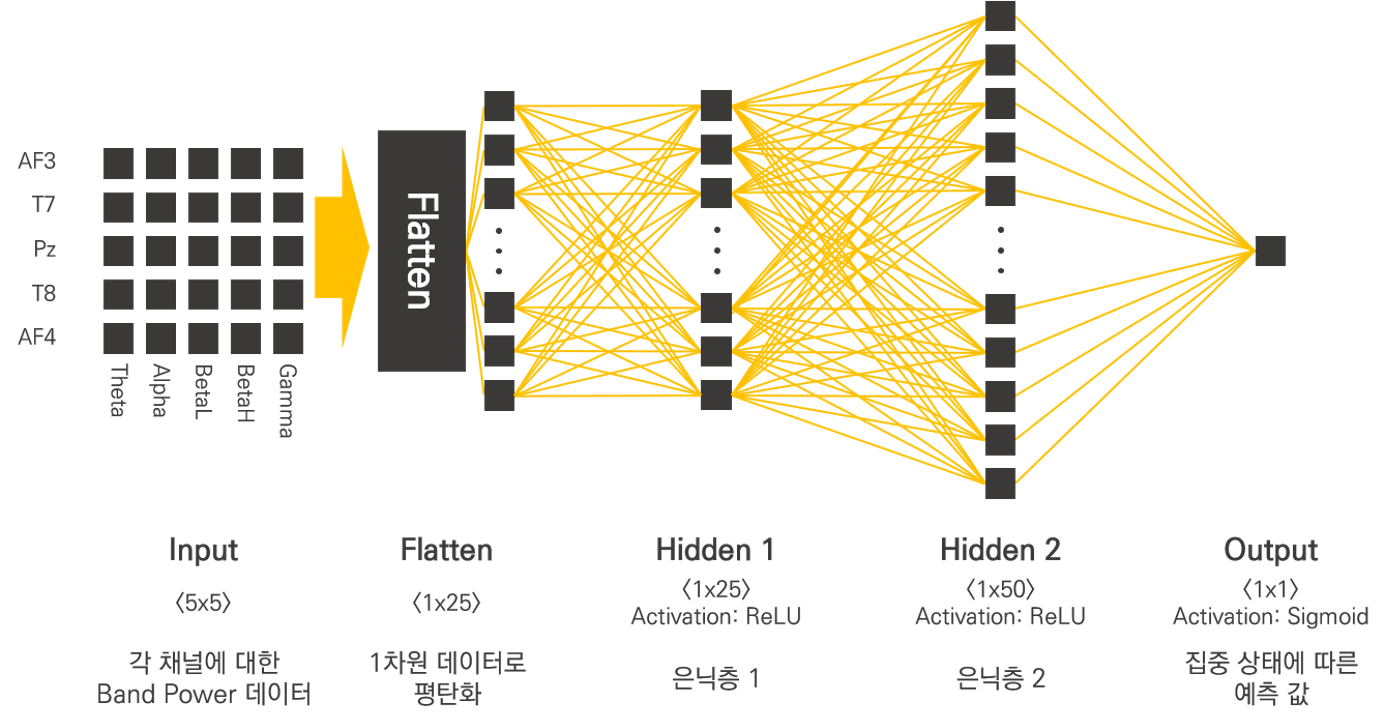 AF3
T7
Pz
T8
AF4
Theta
Alpha
BetaL
BetaH
Gamma
Flatten
Input
〈5x5〉
각 채널에 대한
Band Power 데이터
Flatten
〈1x25〉
1차원 데이터로
평탄화
Hidden 1
〈1x25〉
Activation: ReLU
은닉층 1
Hidden 2
〈1x50〉
Activation: ReLU
은닉층 2
Output
〈1x1〉
Activation: Sigmoid
집중 상태에 따른
예측 값